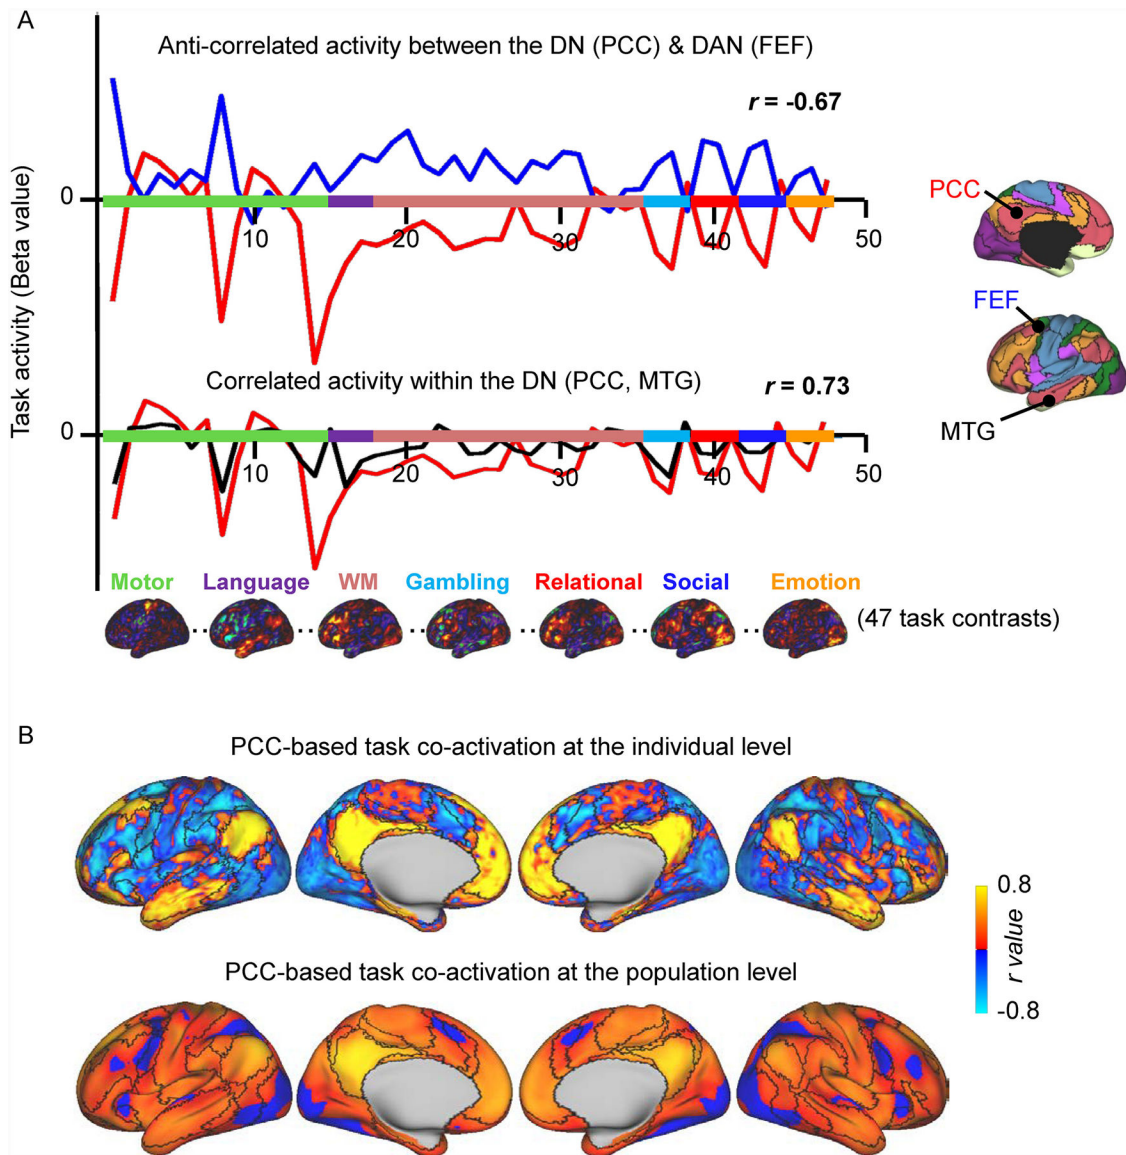 A
Anti-correlated activity between the DN (PCC) & DAN (FEF)
r = -0.67
Task activity (Beta value)
0
10
20
30
40
50
PCC
FEF
MTG
Correlated activity within the DN (PCC, MTG)
r = 0.73
0
10
20
30
40
50
Motor Language WM Gambling Relational Social Emotion
(47 task contrasts)
B
PCC-based task co-activation at the individual level
0.8
r value
-0.8
PCC-based task co-activation at the population level